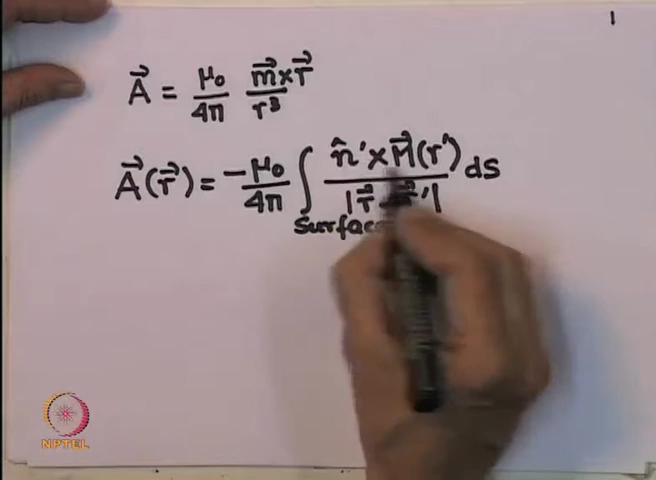 1
A⃗ = μ₀/4π m⃗×r⃗/r³
A⃗(r⃗) = -μ₀/4π ∫ n̂'×M⃗(r')/|r⃗-r⃗'| dS
Surface
NPTEL